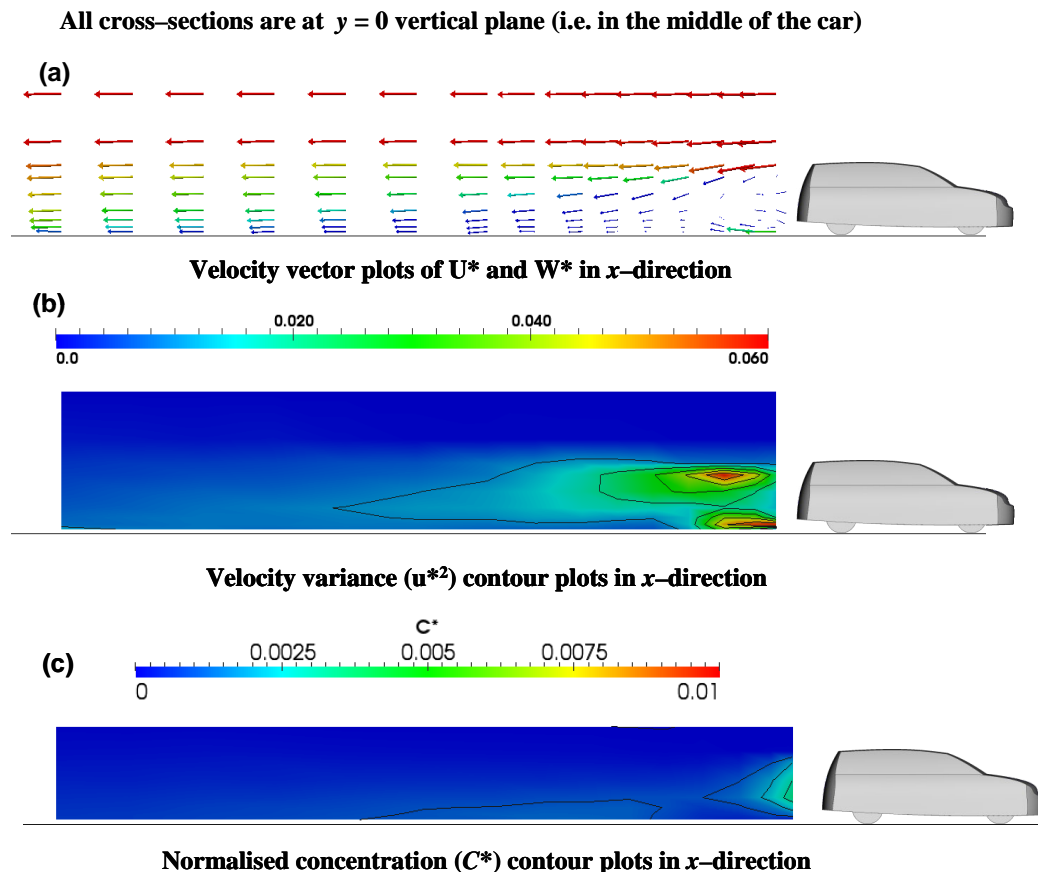 All cross–sections are at y = 0 vertical plane (i.e. in the middle of the car)
(a)
Velocity vector plots of U* and W* in x–direction
(b)
0.020 0.040
0.0 0.060
Velocity variance (u*²) contour plots in x–direction
C*
(c)
0.0025 0.005 0.0075
0 0.01
Normalised concentration (C*) contour plots in x–direction